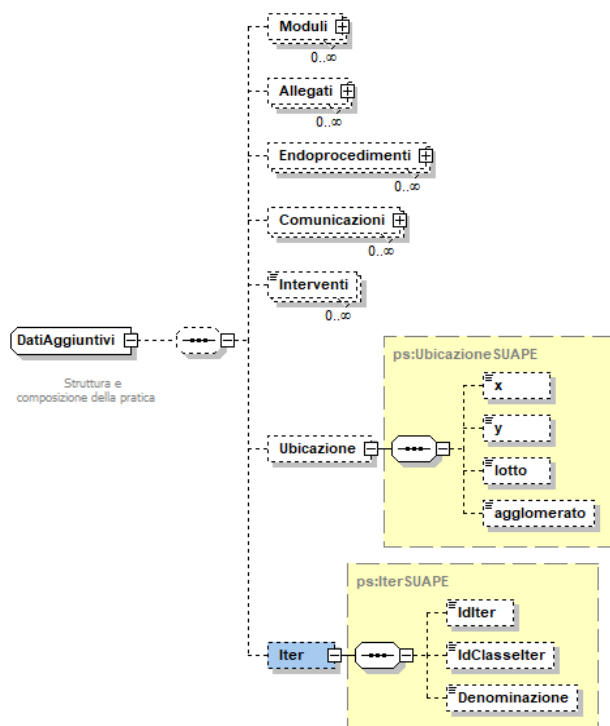 Moduli
0..∞
Allegati
0..∞
Endoprocedimenti
0..∞
Comunicazioni
0..∞
Interventi
0..∞
DatiAggiuntivi
Struttura e
composizione della pratica
ps:UbicazioneSUAPE
x
y
lotto
agglomerato
Ubicazione
ps:IterSUAPE
IdIter
IdClasseIter
Denominazione
Iter